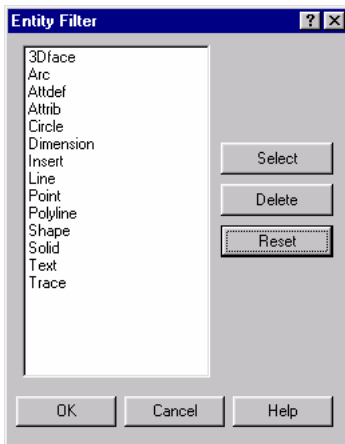 Entity Filter
3Dface
Arc
Attdef
Attrib
Circle
Dimension
Insert
Line
Point
Polyline
Shape
Solid
Text
Trace
Select
Delete
Reset
OK Cancel Help